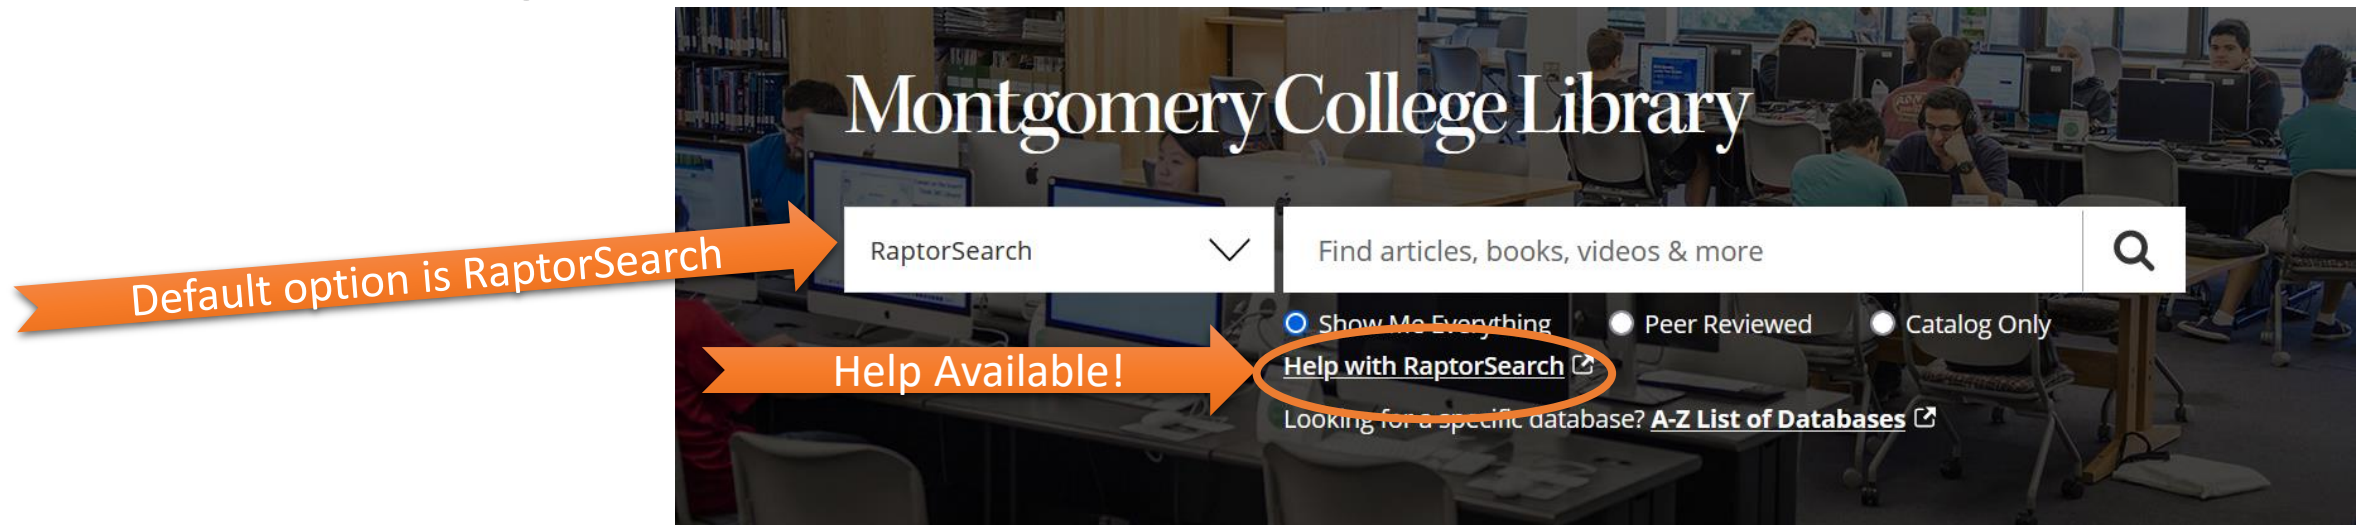 Montgomery College Library
Default option is RaptorSearch
RaptorSearch
Find articles, books, videos & more
Show Me Everything
Peer Reviewed
Catalog Only
Help Available!
Help with RaptorSearch
Looking for a specific database? A-Z List of Databases